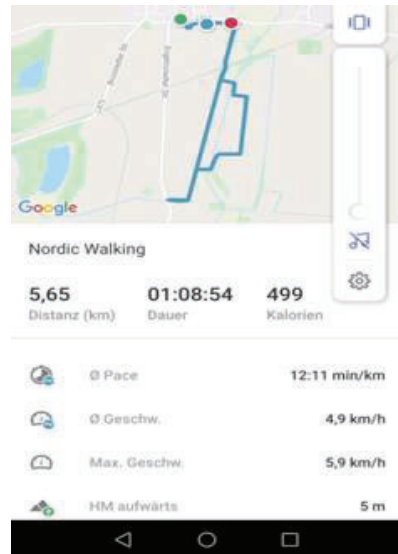 Google
Nordic Walking
5,65 01:08:54 499
Distanz (km) Dauer Kalorien
Ø Pace 12:11 min/km
Ø Geschw. 4,9 km/h
Max. Geschw. 5,9 km/h
HM aufwärts 5 m